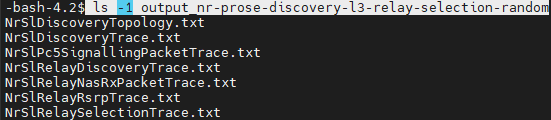 -bash-4.2$ ls -1 output_nr-prose-discovery-l3-relay-selection-random
NrSlDiscoveryTopology.txt
NrSlDiscoveryTrace.txt
NrSlPc5SignallingPacketTrace.txt
NrSlRelayDiscoveryTrace.txt
NrSlRelayNasRxPacketTrace.txt
NrSlRelayRsrpTrace.txt
NrSlRelaySelectionTrace.txt